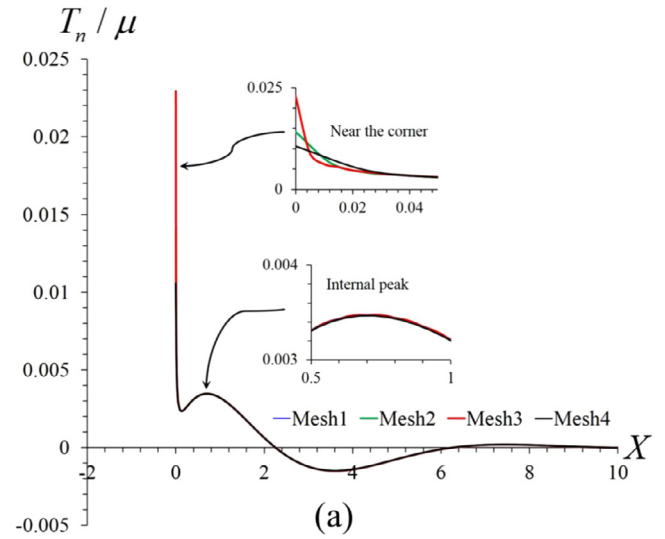 T_n / μ
0.025
0.02
0.015
0.01
0.005
0
-0.005
-2 0 2 4 6 8 10
X
0.025
Near the corner
0
0 0.02 0.04
0.004
Internal peak
0.003
0.5 1
Mesh1 Mesh2 Mesh3 Mesh4
(a)